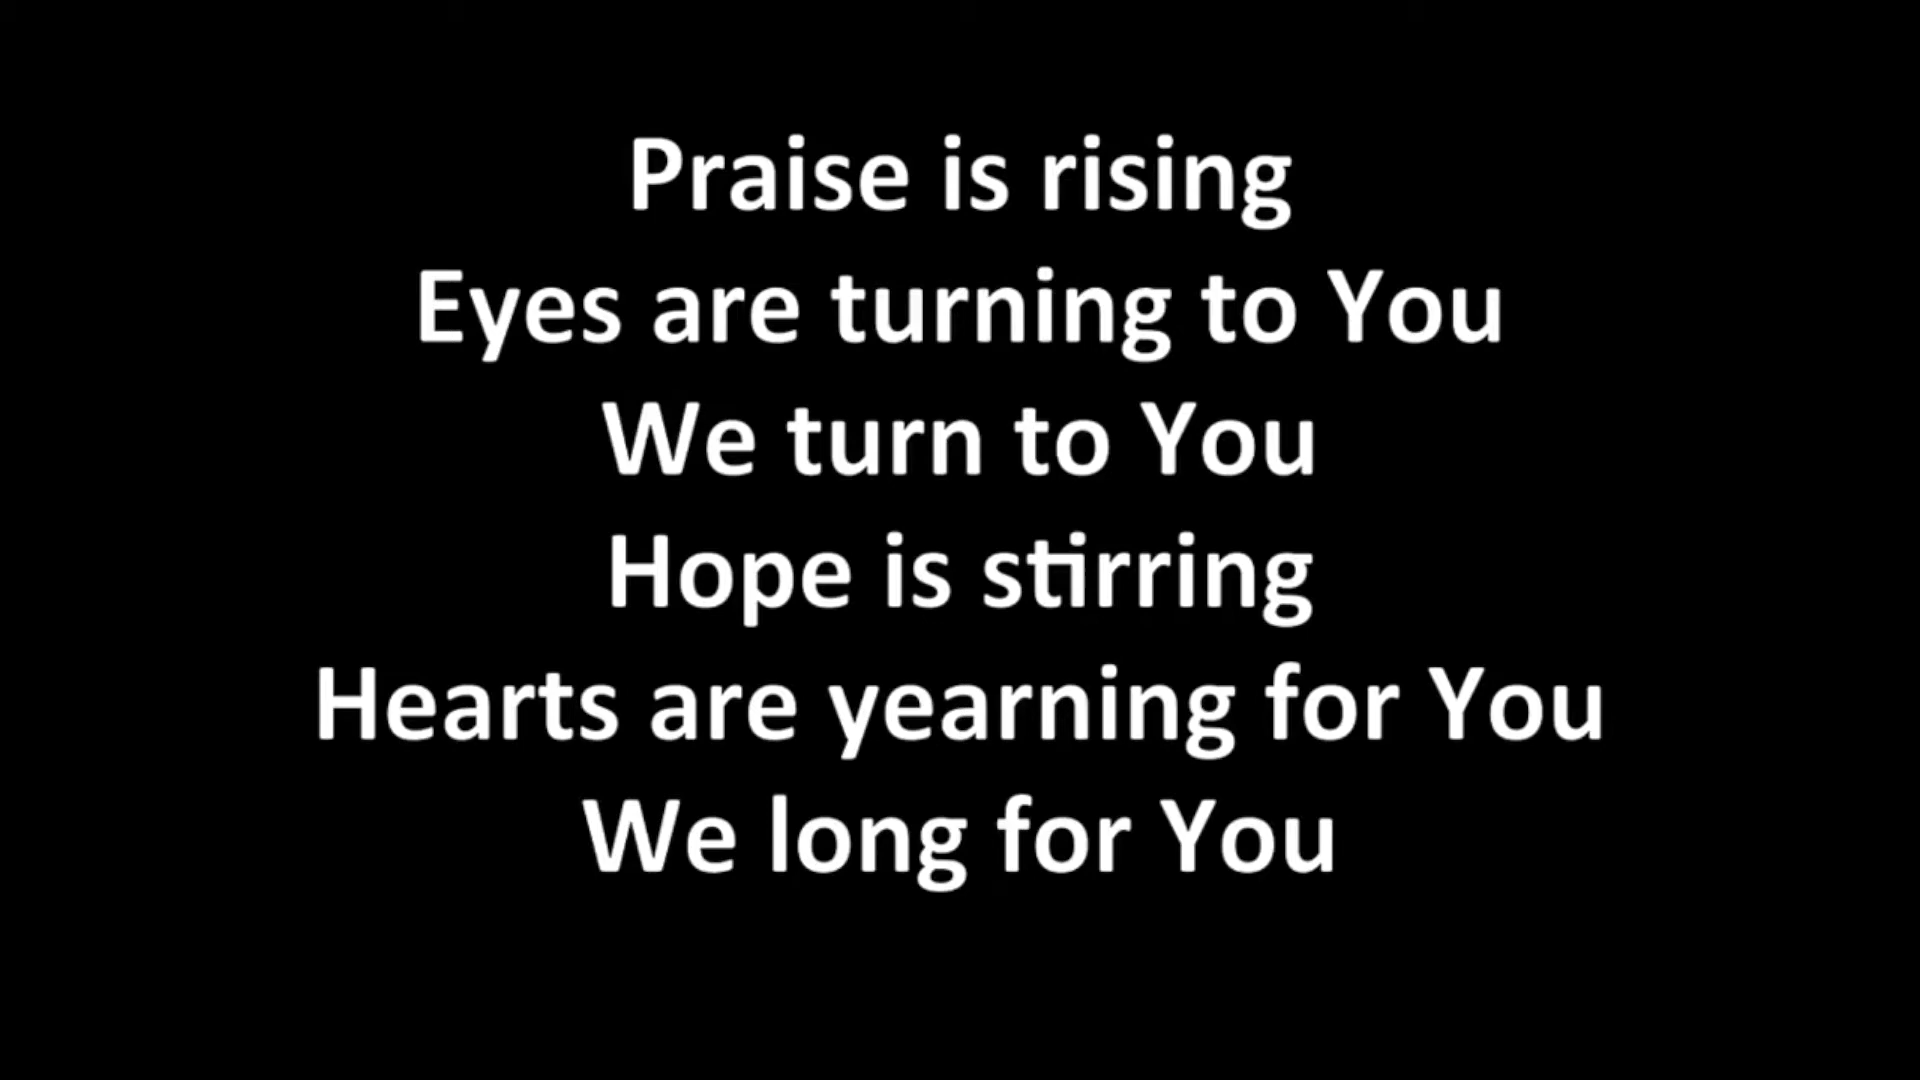 Praise is rising
Eyes are turning to You
We turn to You
Hope is stirring
Hearts are yearning for You
We long for You